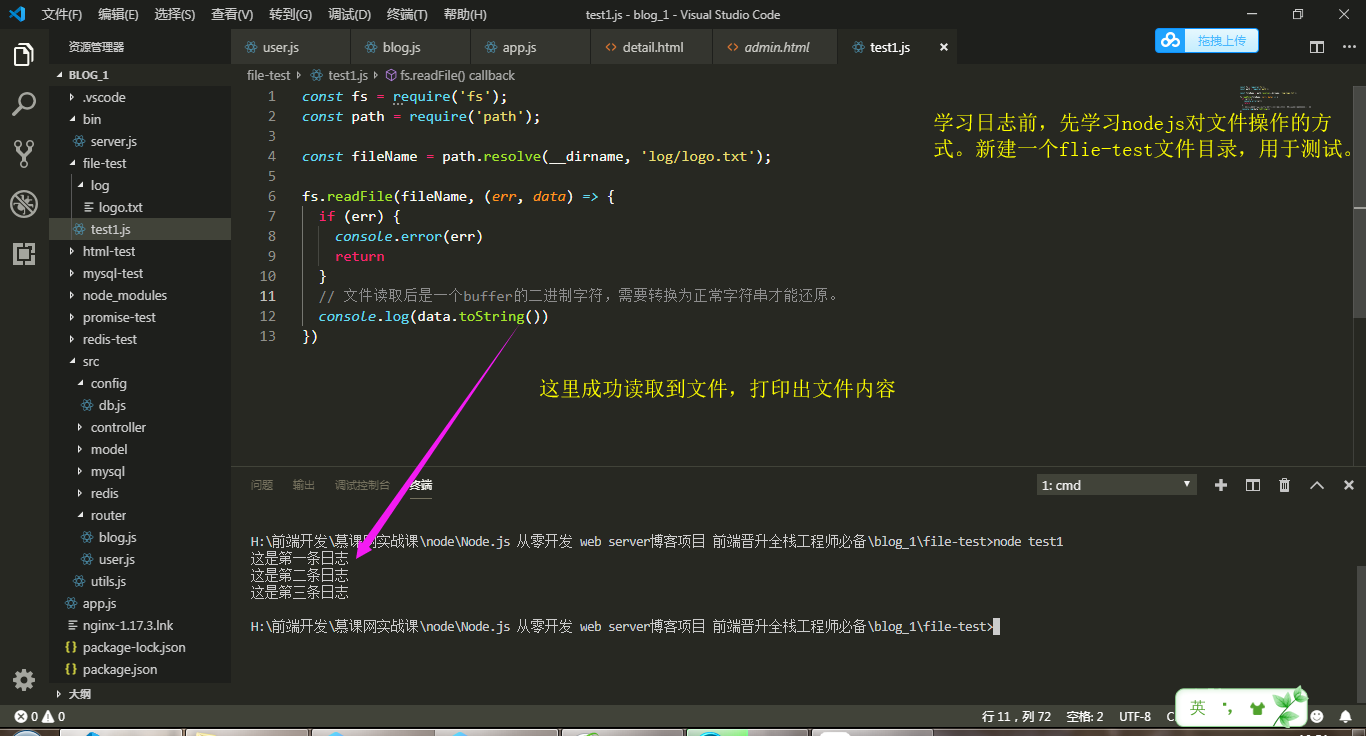 文件(F) 编辑(E) 选择(S) 查看(V) 转到(G) 调试(D) 终端(T) 帮助(H) test1.js - blog_1 - Visual Studio Code
资源管理器
BLOG_1
.vscode
bin
server.js
file-test
log
logo.txt
test1.js
html-test
mysql-test
node_modules
promise-test
redis-test
src
config
db.js
controller
model
mysql
redis
router
blog.js
user.js
utils.js
app.js
nginx-1.17.3.lnk
package-lock.json
package.json
大纲
user.js blog.js app.js detail.html admin.html test1.js
拖拽上传
file-test test1.js fs.readFile() callback
1 const fs = require('fs');
2 const path = require('path');
3
4 const fileName = path.resolve(__dirname, 'log/logo.txt');
5
6 fs.readFile(fileName, (err, data) => {
7 if (err) {
8 console.error(err)
9 return
10 }
11 // 文件读取后是一个buffer的二进制字符，需要转换为正常字符串才能还原。
12 console.log(data.toString())
13 })
学习日志前，先学习nodejs对文件操作的方
式。新建一个flie-test文件目录，用于测试。
这里成功读取到文件，打印出文件内容
问题 输出 调试控制台 终端 1: cmd
H:\前端开发\慕课网实战课\node\Node.js 从零开发 web server博客项目 前端晋升全栈工程师必备\blog_1\file-test>node test1
这是第一条日志
这是第二条日志
这是第三条日志
H:\前端开发\慕课网实战课\node\Node.js 从零开发 web server博客项目 前端晋升全栈工程师必备\blog_1\file-test>
0 0 行 11，列 72 空格: 2 UTF-8
英